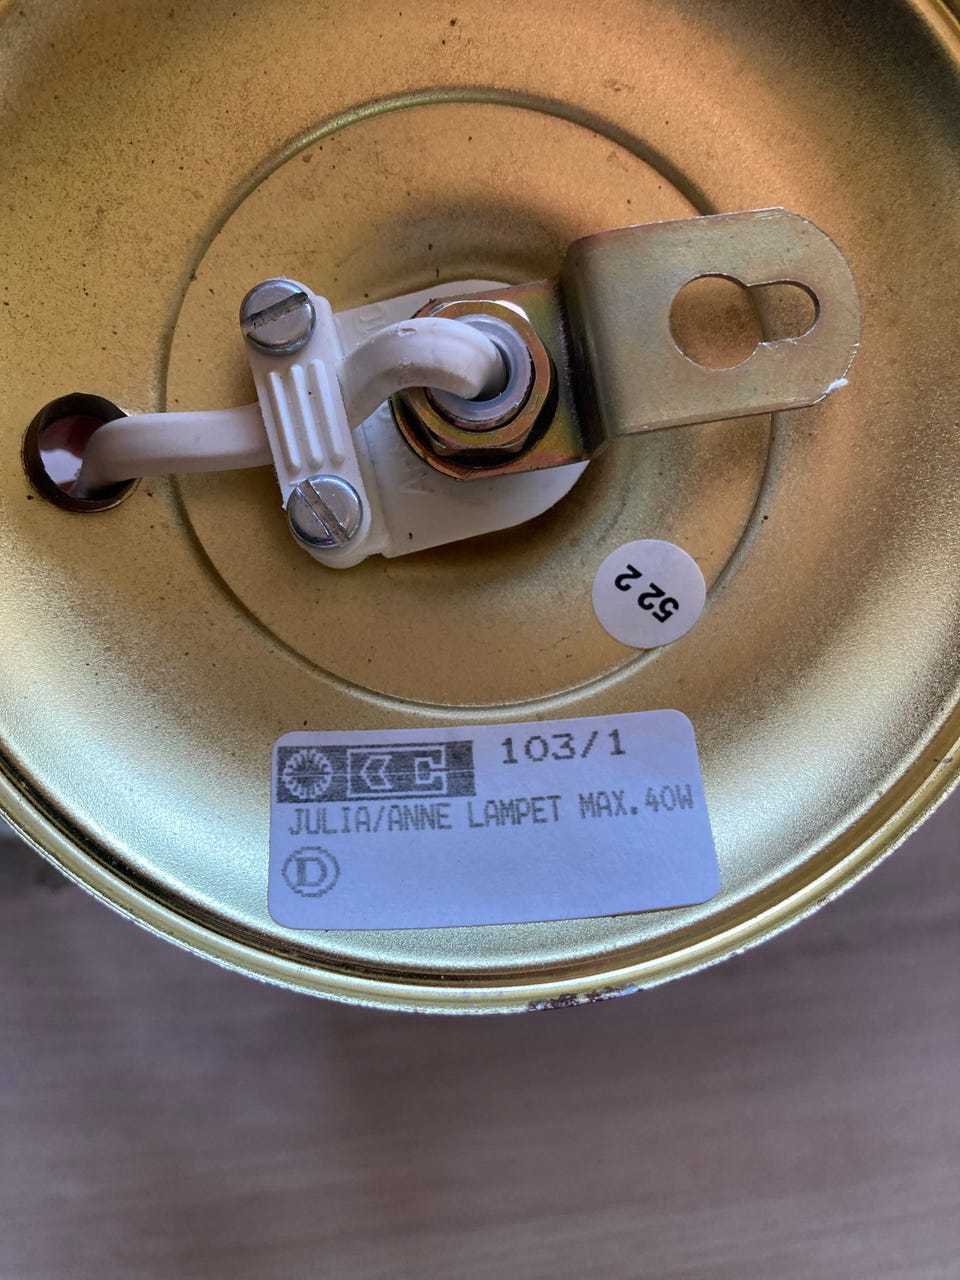 52 2
103/1
JULIA/ANNE LAMPET MAX. 40W
D